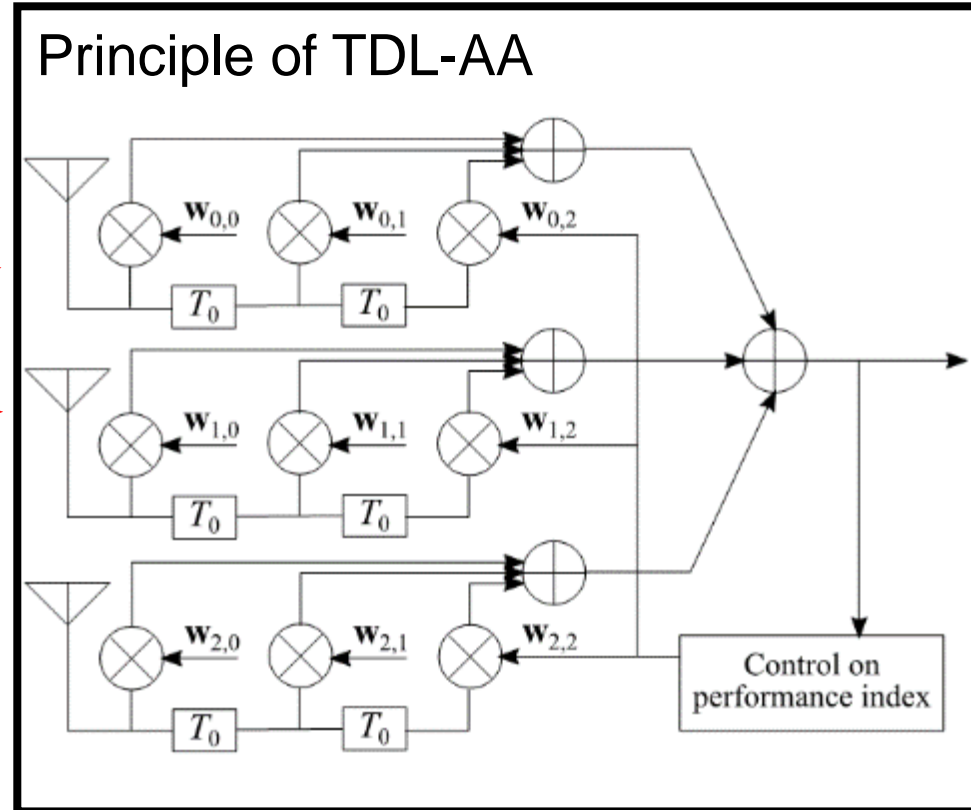 Principle of TDL-AA
w0,0 w0,1 w0,2
T0 T0
w1,0 w1,1 w1,2
T0 T0
w2,0 w2,1 w2,2
Control on
performance index
T0 T0